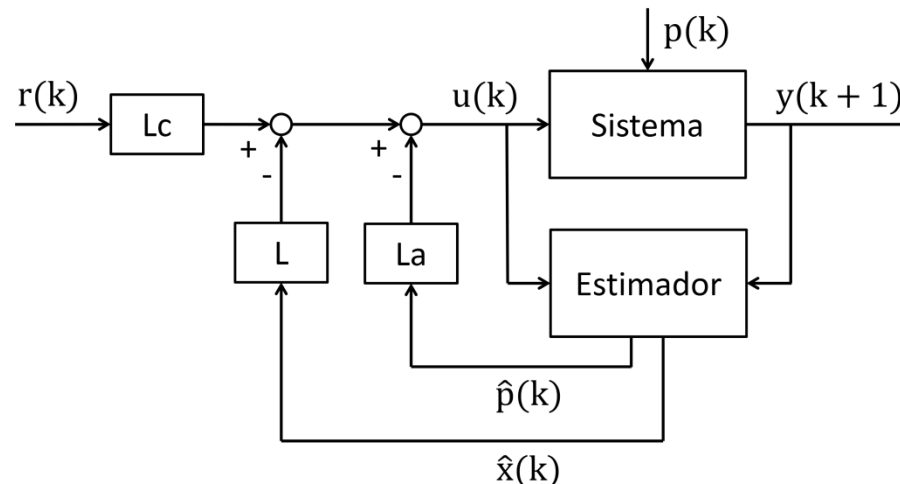 p(k)
r(k)
Lc
u(k)
Sistema
y(k + 1)
+
+
-
-
L
La
Estimador
p̂(k)
x̂(k)